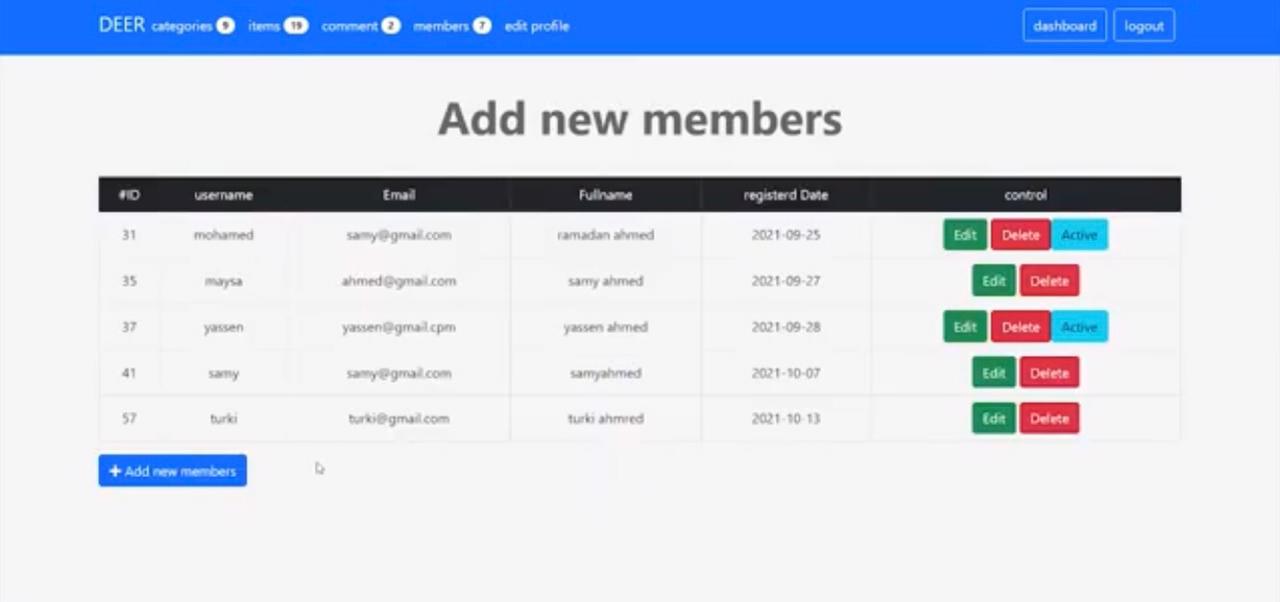 DEER categories 9 items 19 comment 2 members 7 edit profile dashboard logout
Add new members
#ID username Email Fullname registerd Date control
31 mohamed samy@gmail.com ramadan ahmed 2021-09-25 Edit Delete Active
35 maysa ahmed@gmail.com samy ahmed 2021-09-27 Edit Delete
37 yassen yassen@gmail.cpm yassen ahmed 2021-09-28 Edit Delete Active
41 samy samy@gmail.com samyahmed 2021-10-07 Edit Delete
57 turki turki@gmail.com turki ahmred 2021-10-13 Edit Delete
+ Add new members